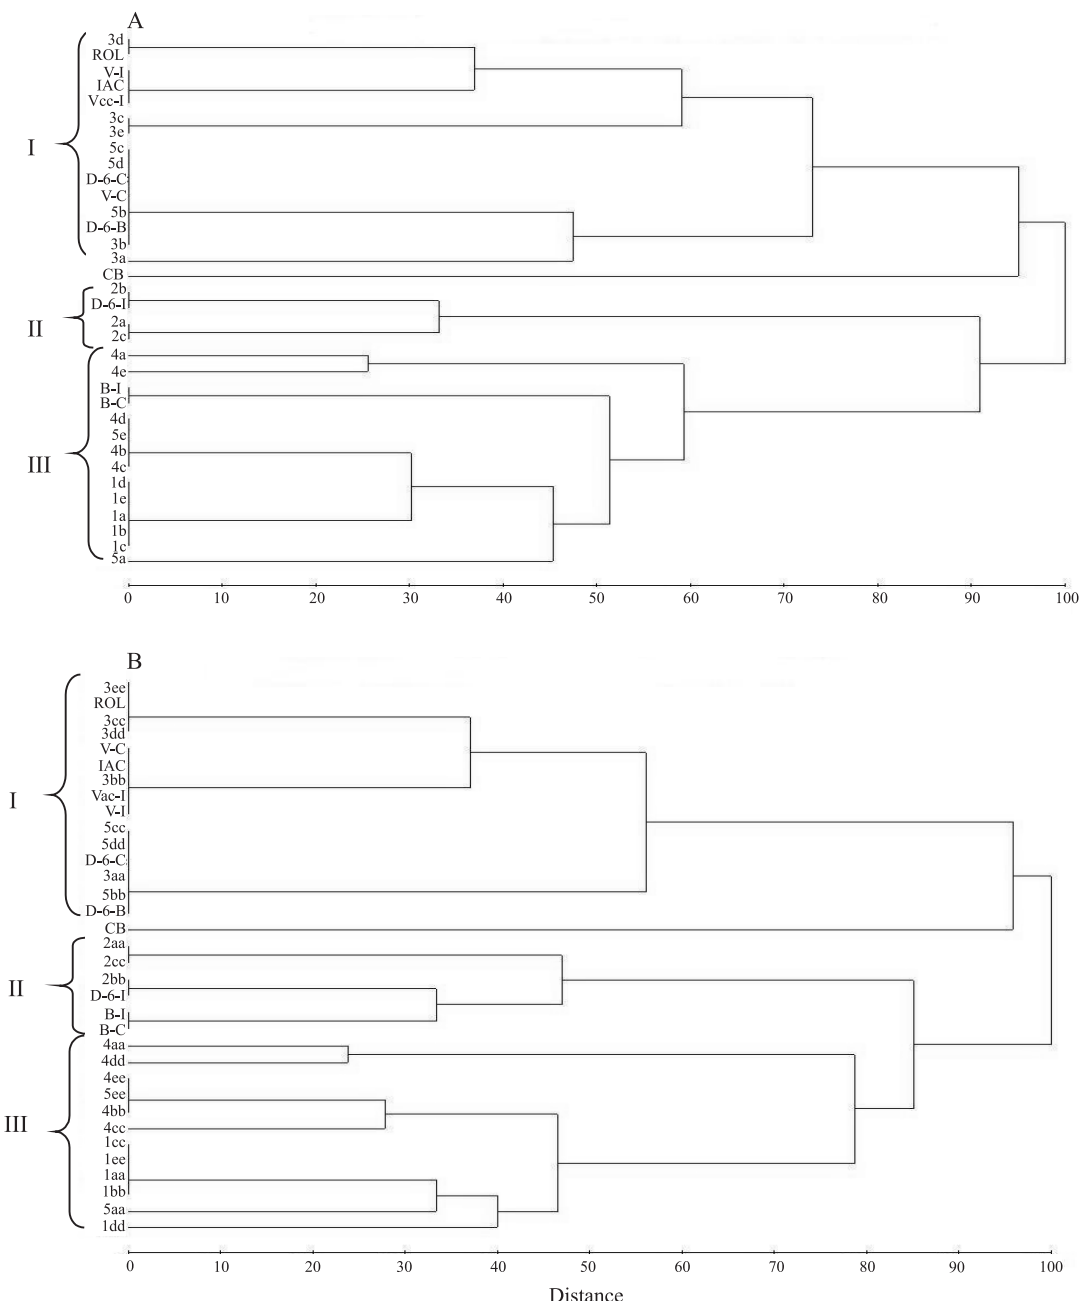 A
3d
ROL
V-I
IAC
Vcc-I
3c
3e
I
5c
5d
D-6-C
V-C
5b
D-6-B
3b
3a
CB
2b
D-6-I
II
2a
2c
4a
4e
B-I
B-C
4d
5e
4b
III
4c
1d
1e
1a
1b
1c
5a
0 10 20 30 40 50 60 70 80 90 100
B
3ee
ROL
3cc
3dd
V-C
IAC
3bb
I
Vac-I
V-I
5cc
5dd
D-6-C
3aa
5bb
D-6-B
CB
2aa
2cc
2bb
II
D-6-I
B-I
B-C
4aa
4dd
4ee
5ee
4bb
III
4cc
1cc
1ee
1aa
1bb
5aa
1dd
0 10 20 30 40 50 60 70 80 90 100
Distance